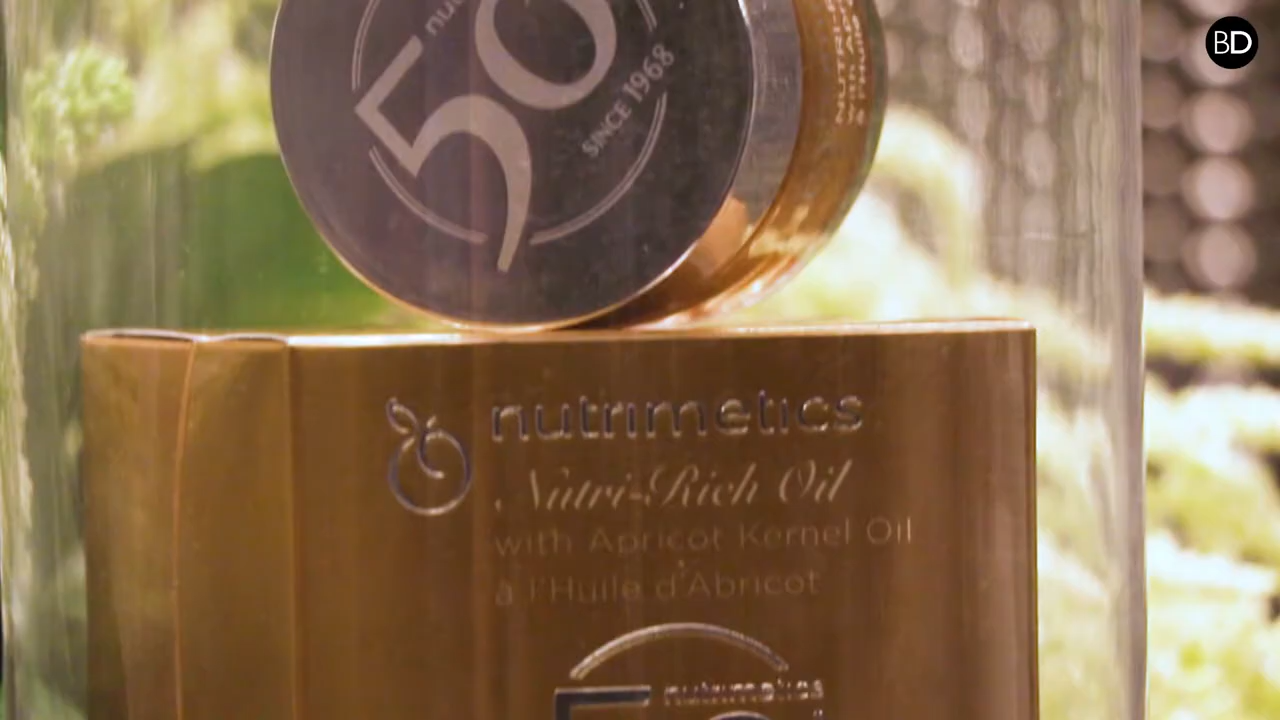 BD
50
SINCE 1968
nutrimetics
Nutri-Rich Oil
with Apricot Kernel Oil
à l'Huile d'Abricot
nutrimetics